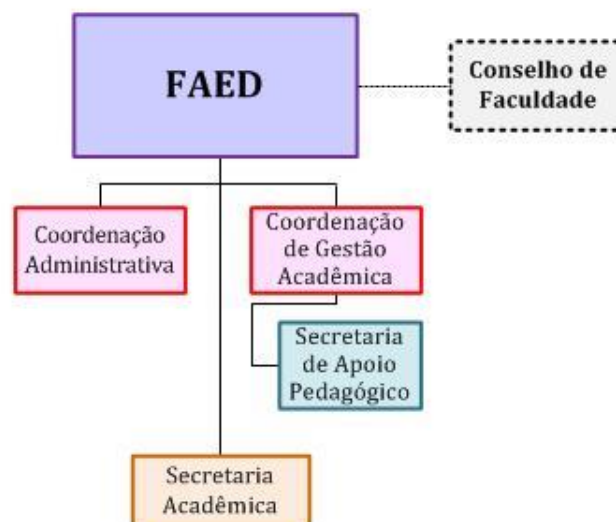 FAED
Conselho de
Faculdade
Coordenação
Administrativa
Coordenação
de Gestão
Acadêmica
Secretaria
de Apoio
Pedagógico
Secretaria
Acadêmica